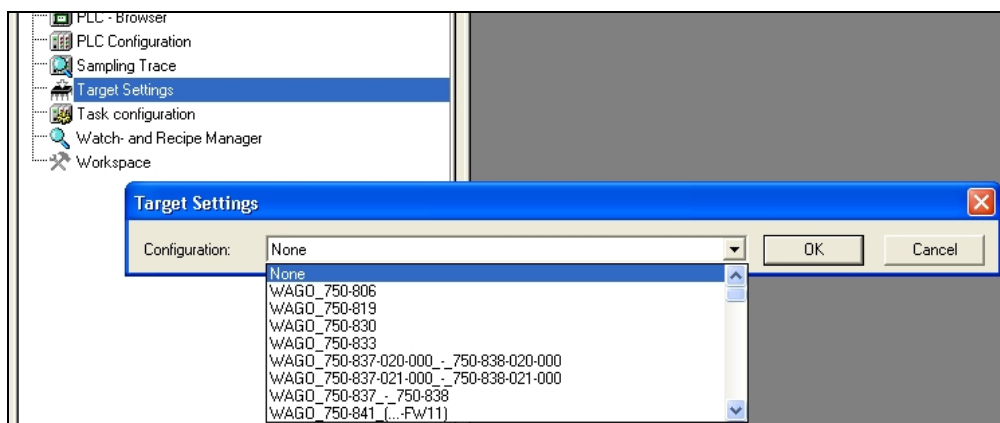 PLC - Browser
PLC Configuration
Sampling Trace
Target Settings
Task configuration
Watch- and Recipe Manager
Workspace
Target Settings
Configuration: None OK Cancel
None
WAGO_750-806
WAGO_750-819
WAGO_750-830
WAGO_750-833
WAGO_750-837-020-000_-_750-838-020-000
WAGO_750-837-021-000_-_750-838-021-000
WAGO_750-837_-_750-838
WAGO_750-841_(...-FW11)